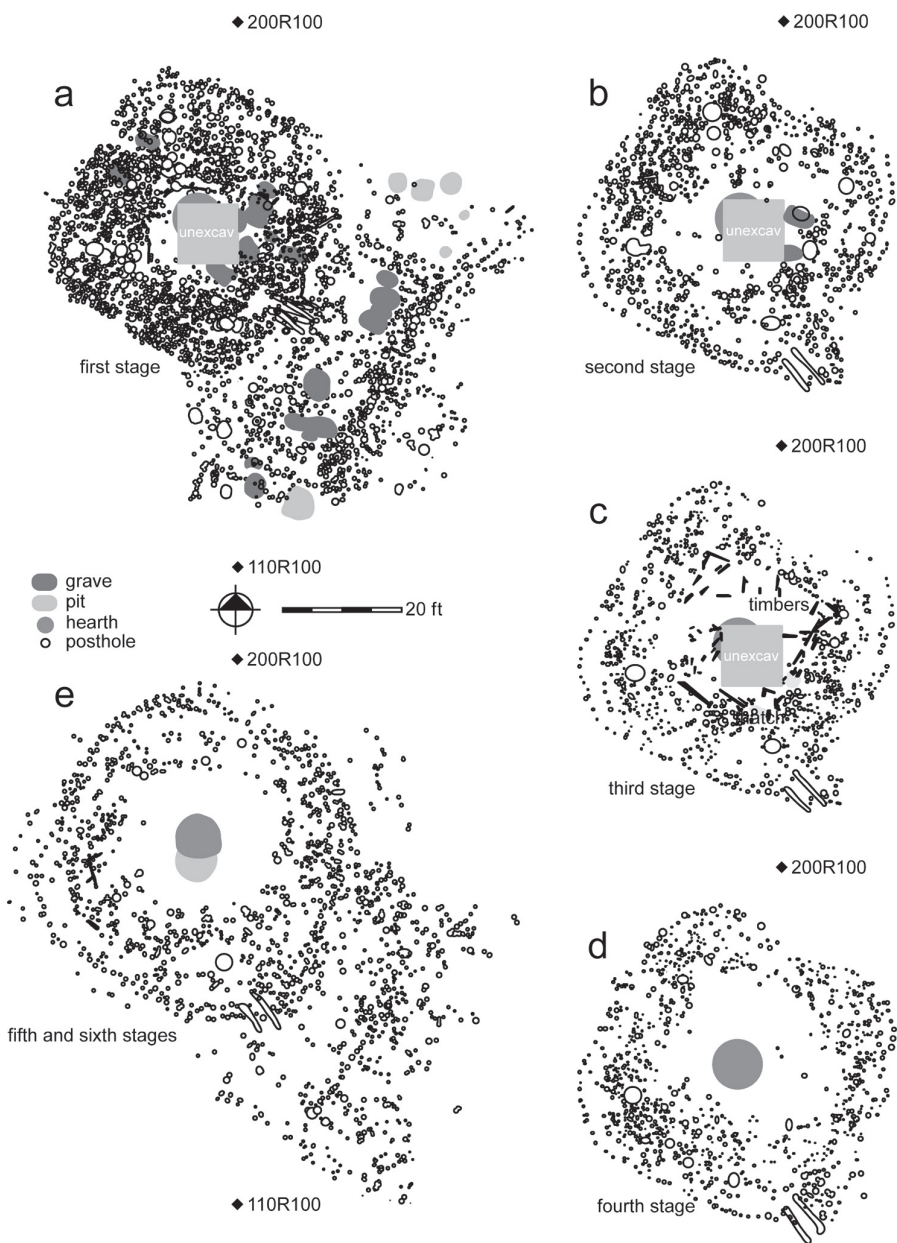 200R100
200R100
a
b
unexcav
unexcav
first stage
second stage
200R100
c
110R100
grave
pit
hearth
posthole
20 ft
timbers
unexcav
thatch
third stage
200R100
e
200R100
d
fifth and sixth stages
fourth stage
110R100